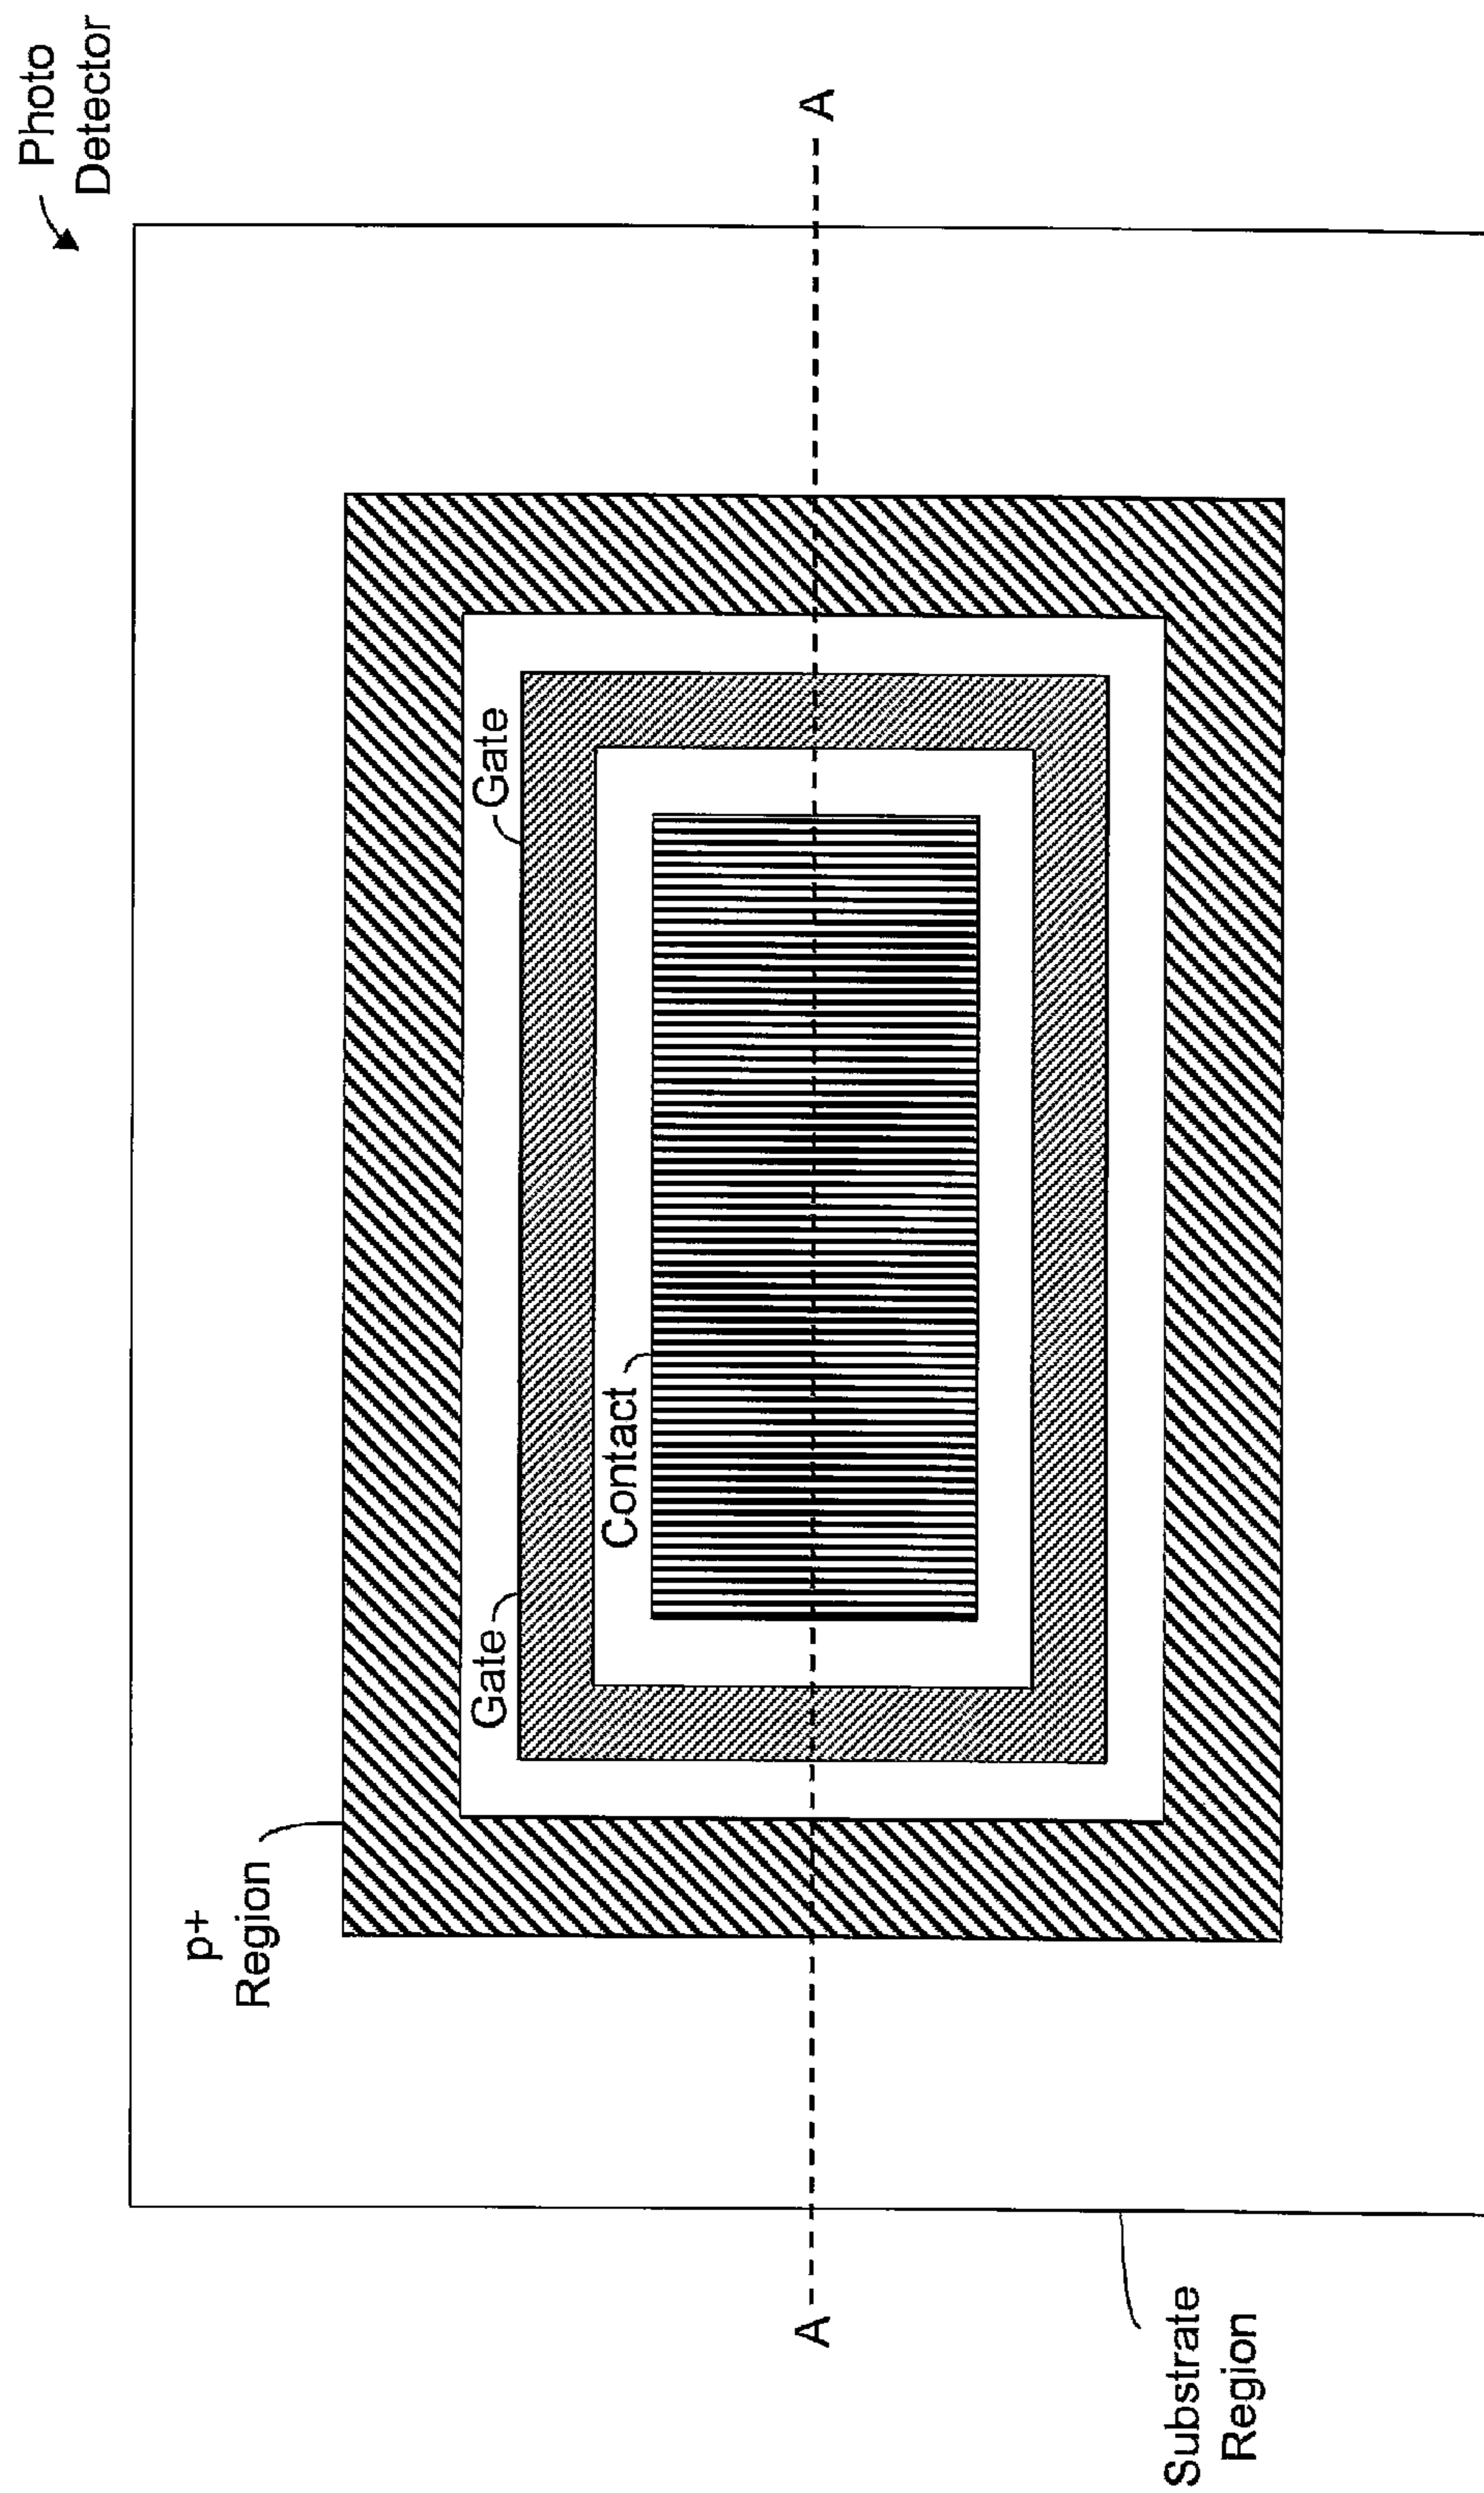 Photo
Detector
A
Gate
Contact
Gate
p+
Region
A
Substrate
Region